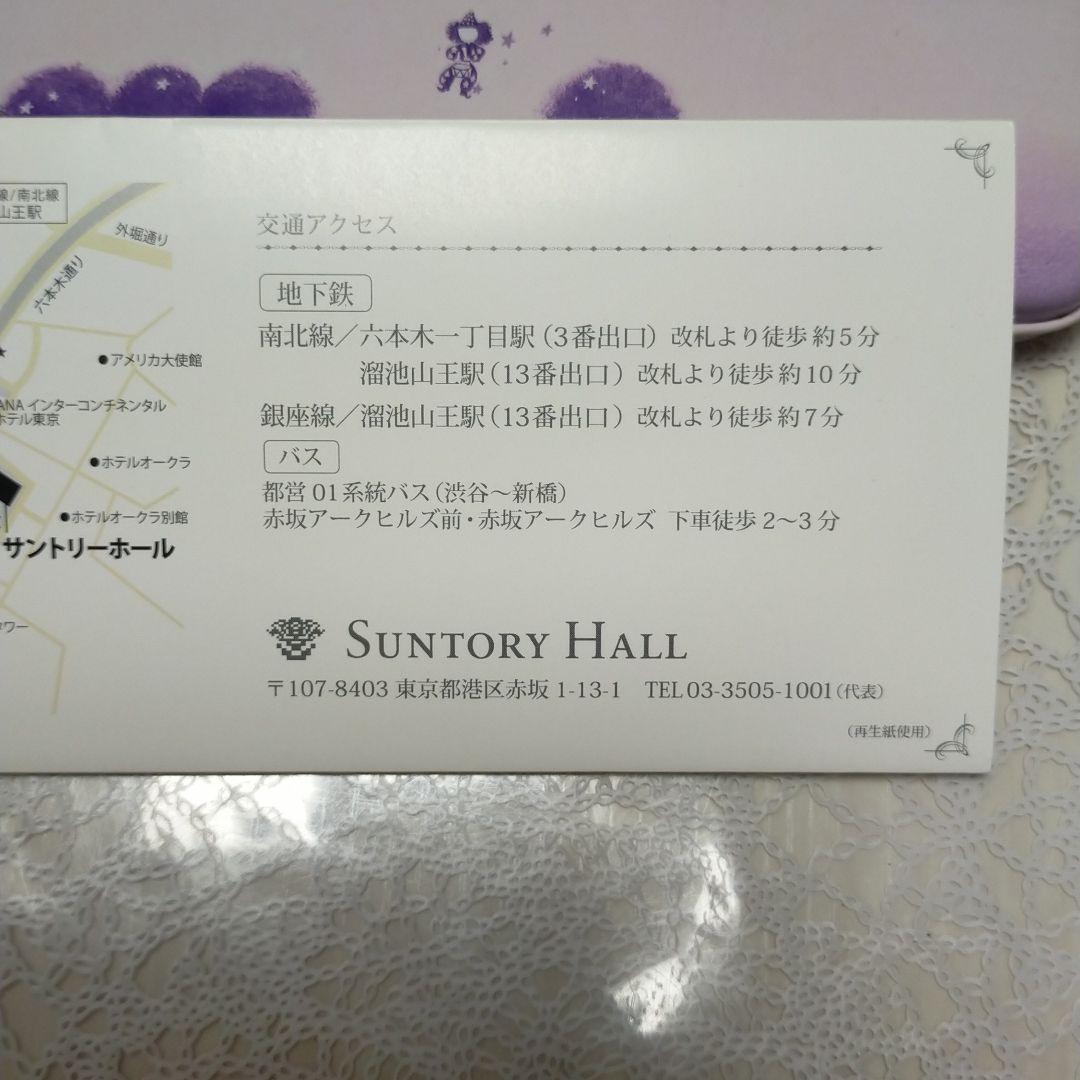 線/南北線
山王駅
外堀通り
六本木通り
●アメリカ大使館
ANA インターコンチネンタル
ホテル東京
●ホテルオークラ
●ホテルオークラ別館
サントリーホール
タワー
交通アクセス
地下鉄
南北線／六本木一丁目駅（3番出口）改札より徒歩 約5分
溜池山王駅（13番出口）改札より徒歩 約10分
銀座線／溜池山王駅（13番出口）改札より徒歩 約7分
バス
都営 01系統バス（渋谷〜新橋）
赤坂アークヒルズ前・赤坂アークヒルズ 下車徒歩 2〜3分
SUNTORY HALL
〒107-8403 東京都港区赤坂 1-13-1 TEL 03-3505-1001（代表）
（再生紙使用）